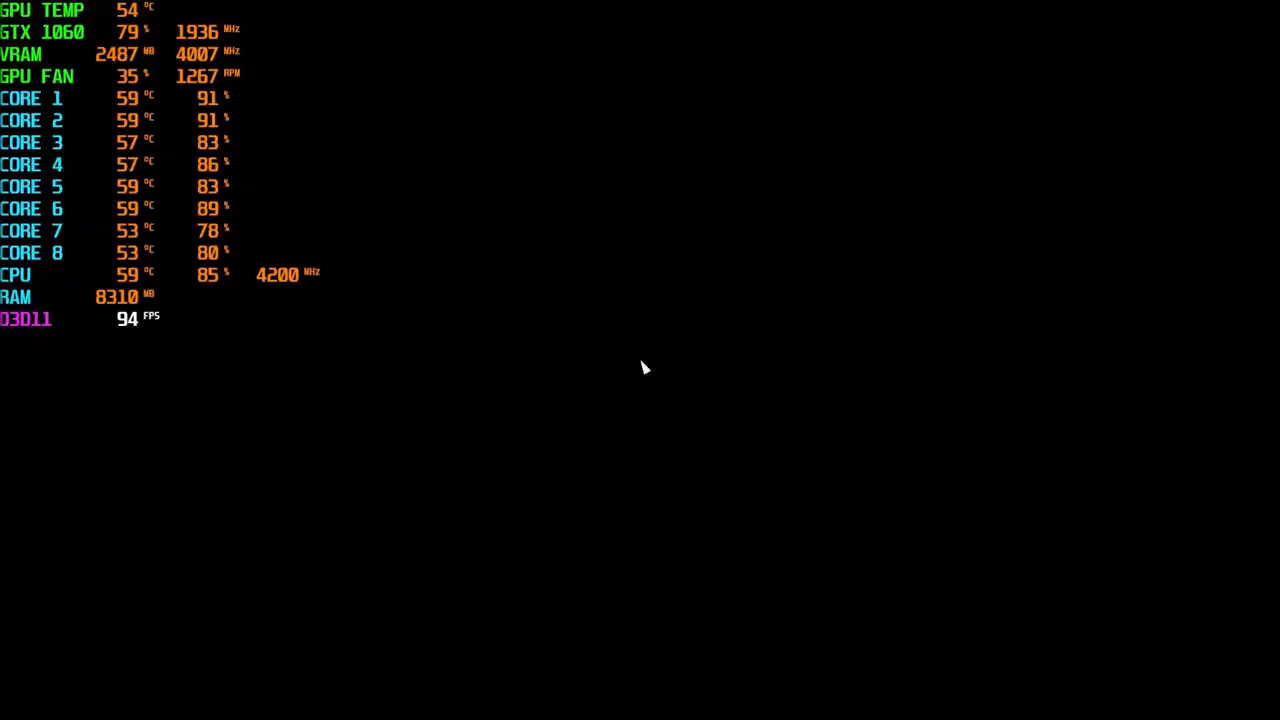 GPU TEMP 54 °C
GTX 1060 79 % 1936 MHz
VRAM 2487 MB 4007 MHz
GPU FAN 35 % 1267 RPM
CORE 1 59 °C 91 %
CORE 2 59 °C 91 %
CORE 3 57 °C 83 %
CORE 4 57 °C 86 %
CORE 5 59 °C 83 %
CORE 6 59 °C 89 %
CORE 7 53 °C 78 %
CORE 8 53 °C 80 %
CPU 59 °C 85 % 4200 MHz
RAM 8310 MB
D3D11 94 FPS